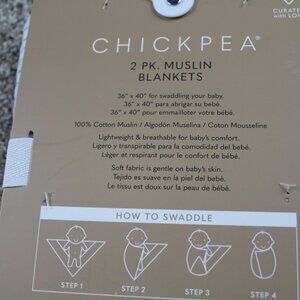 CURATED
with LOV
CHICKPEA®
2 PK. MUSLIN
BLANKETS
36" x 40" for swaddling your baby.
36" x 40" para abrigar su bebé.
36" x 40" pour emmailloter votre bébé.
100% Cotton Muslin / Algodón Muselina / Coton Mousseline
Lightweight & breathable for baby's comfort.
Ligero y transpirable para la comodidad del bebé.
Léger et respirant pour le confort de bébé.
Soft fabric is gentle on baby's skin.
Tejido es suave en la piel del bebé.
Le tissu est doux sur la peau de bébé.
HOW TO SWADDLE
STEP 1
STEP 2
STEP 3
STEP 4